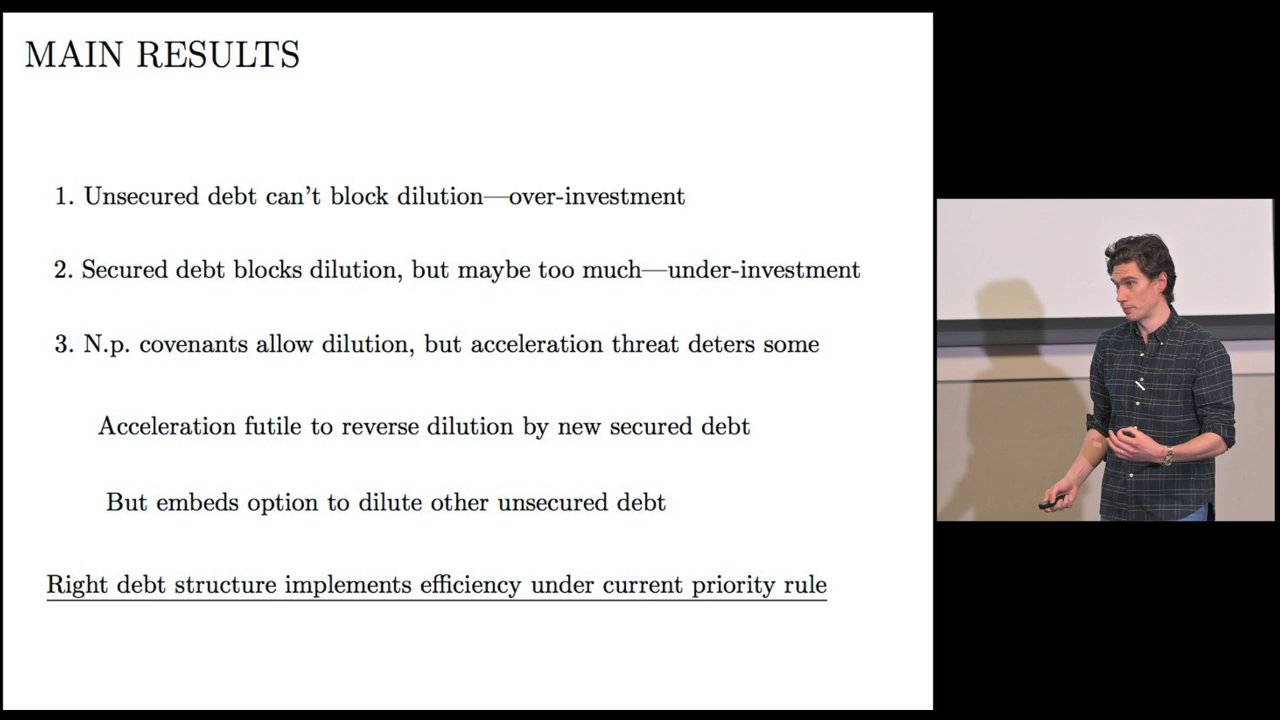 MAIN RESULTS
1. Unsecured debt can't block dilution—over-investment
2. Secured debt blocks dilution, but maybe too much—under-investment
3. N.p. covenants allow dilution, but acceleration threat deters some
Acceleration futile to reverse dilution by new secured debt
But embeds option to dilute other unsecured debt
Right debt structure implements efficiency under current priority rule